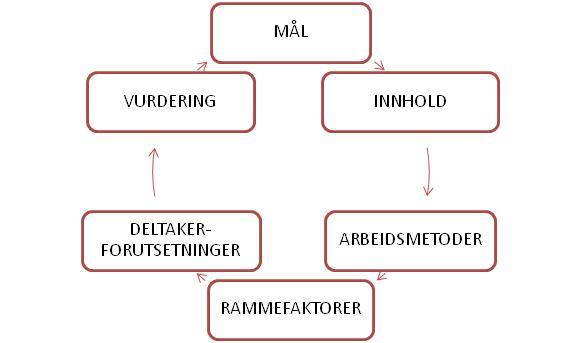 MÅL
INNHOLD
ARBEIDSMETODER
RAMMEFAKTORER
DELTAKER-
FORUTSETNINGER
VURDERING